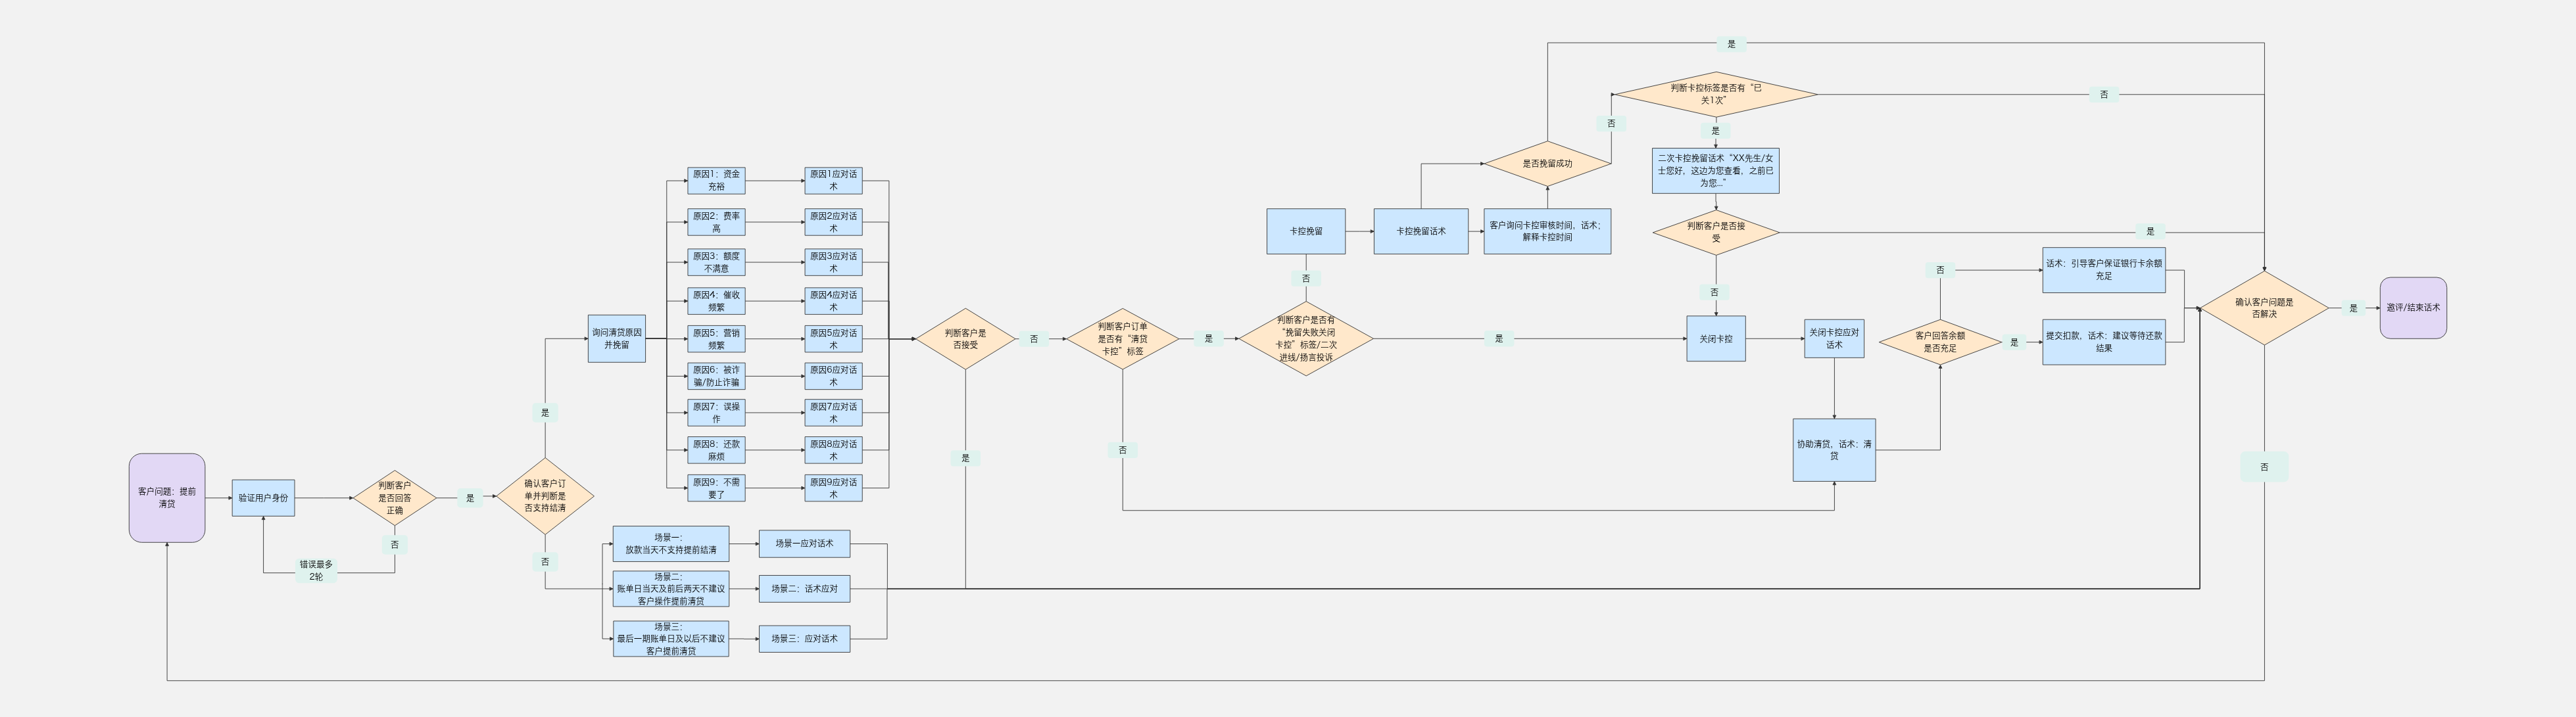 客户问题：提前
清贷
验证用户身份
判断客户
是否回答
正确
否
错误最多
2轮
是
确认客户订
单并判断是
否支持结清
是
否
询问清贷原因
并挽留
原因1：资金
充裕
原因1应对话
术
原因2：费率
高
原因2应对话
术
原因3：额度
不满意
原因3应对话
术
原因4：催收
频繁
原因4应对话
术
原因5：营销
频繁
原因5应对话
术
原因6：被诈
骗/防止诈骗
原因6应对话
术
原因7：误操
作
原因7应对话
术
原因8：还款
麻烦
原因8应对话
术
原因9：不需
要了
原因9应对话
术
场景一：
放款当天不支持提前结清
场景一应对话术
场景二：
账单日当天及前后两天不建议
客户操作提前清贷
场景二：话术应对
场景三：
最后一期账单日及以后不建议
客户提前清贷
场景三：应对话术
判断客户是
否接受
是
否
判断客户订单
是否有“清贷
卡控”标签
否
是
判断客户是否有
“挽留失败关闭
卡控”标签/二次
进线/扬言投诉
否
是
卡控挽留
卡控挽留话术
客户询问卡控审核时间，话术：
解释卡控时间
是否挽留成功
是
否
判断卡控标签是否有“已
关1次”
否
是
二次卡控挽留话术“XX先生/女
士您好，这边为您查看，之前已
为您...”
判断客户是否接
受
是
否
关闭卡控
关闭卡控应对
话术
协助清贷，话术：清
贷
客户回答余额
是否充足
否
是
话术：引导客户保证银行卡余额
充足
提交扣款，话术：建议等待还款
结果
确认客户问题是
否解决
是
否
邀评/结束话术